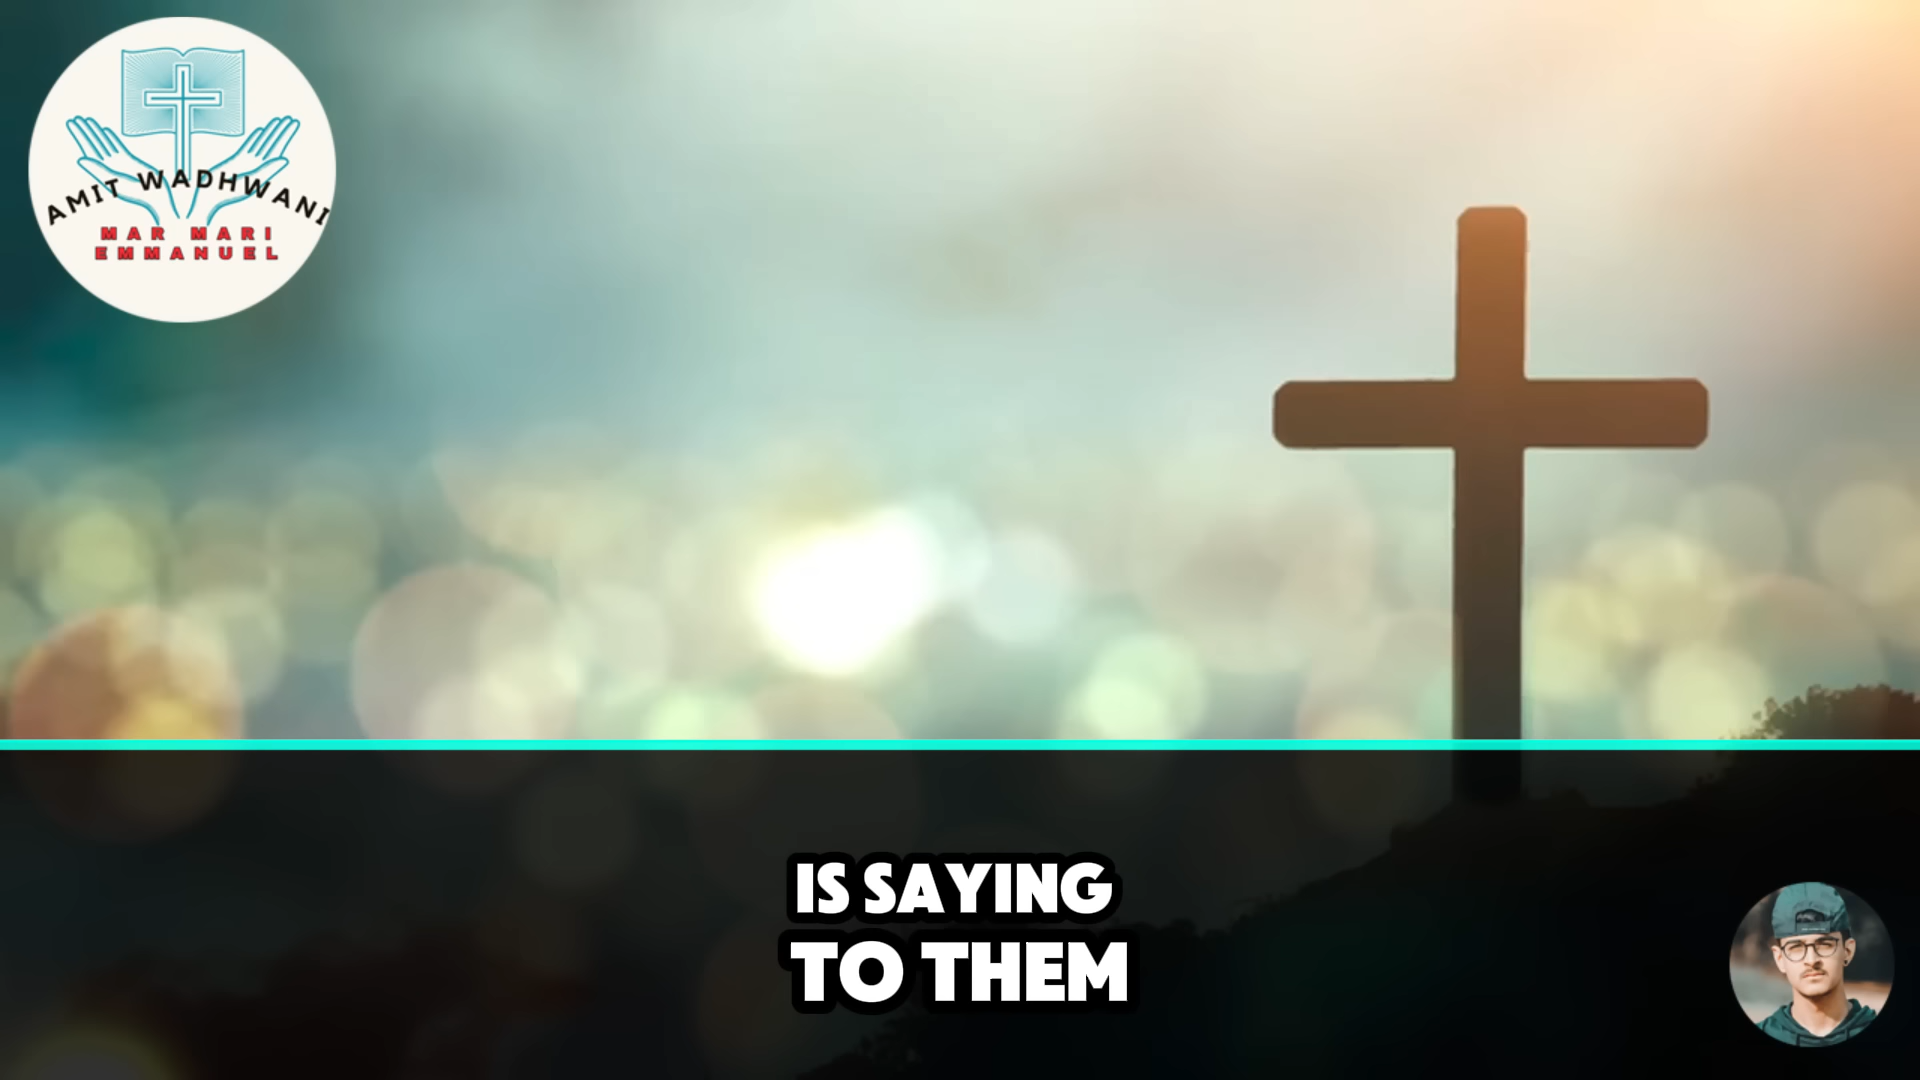 AMIT WADHWANI
MAR MARI
EMMANUEL
IS SAYING
TO THEM